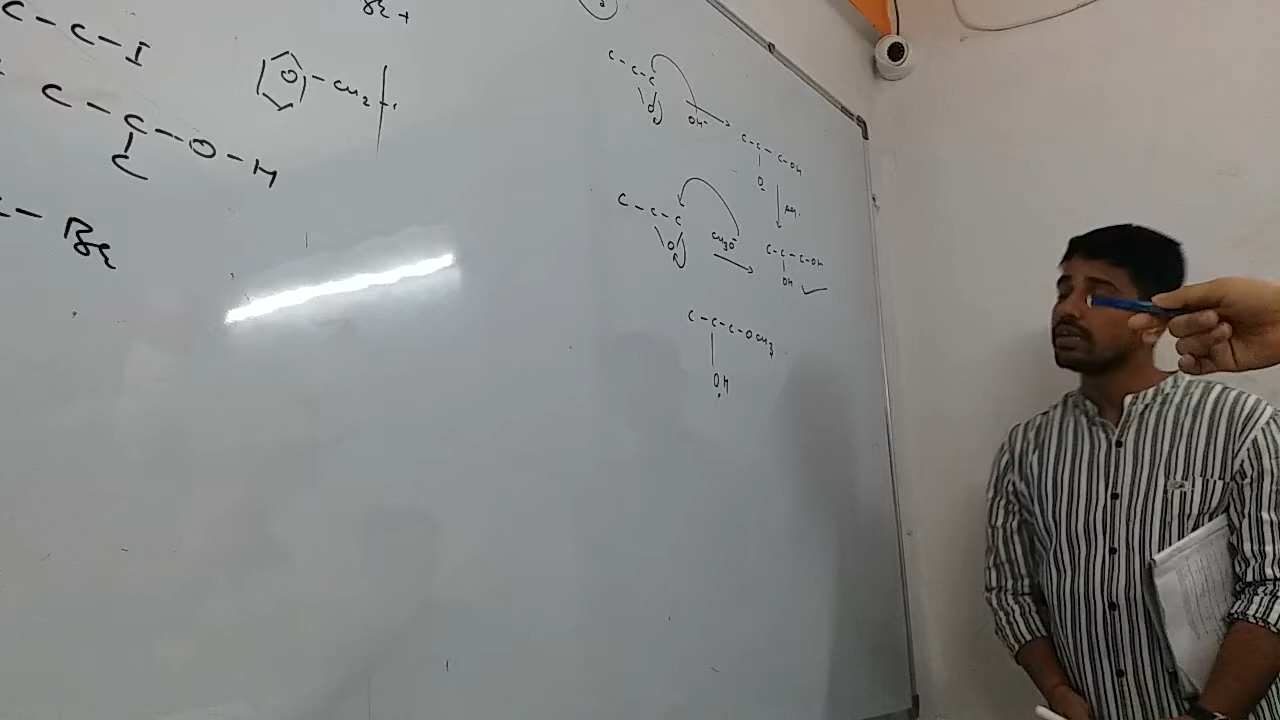 C - C - I
C - C - O - H
C
Br
CH2
C - C - C
O
OH-
C - C - C - OH
O
C - C - C
O
CH3O-
C - C - C - OH
OH
C - C - C - OCH3
OH